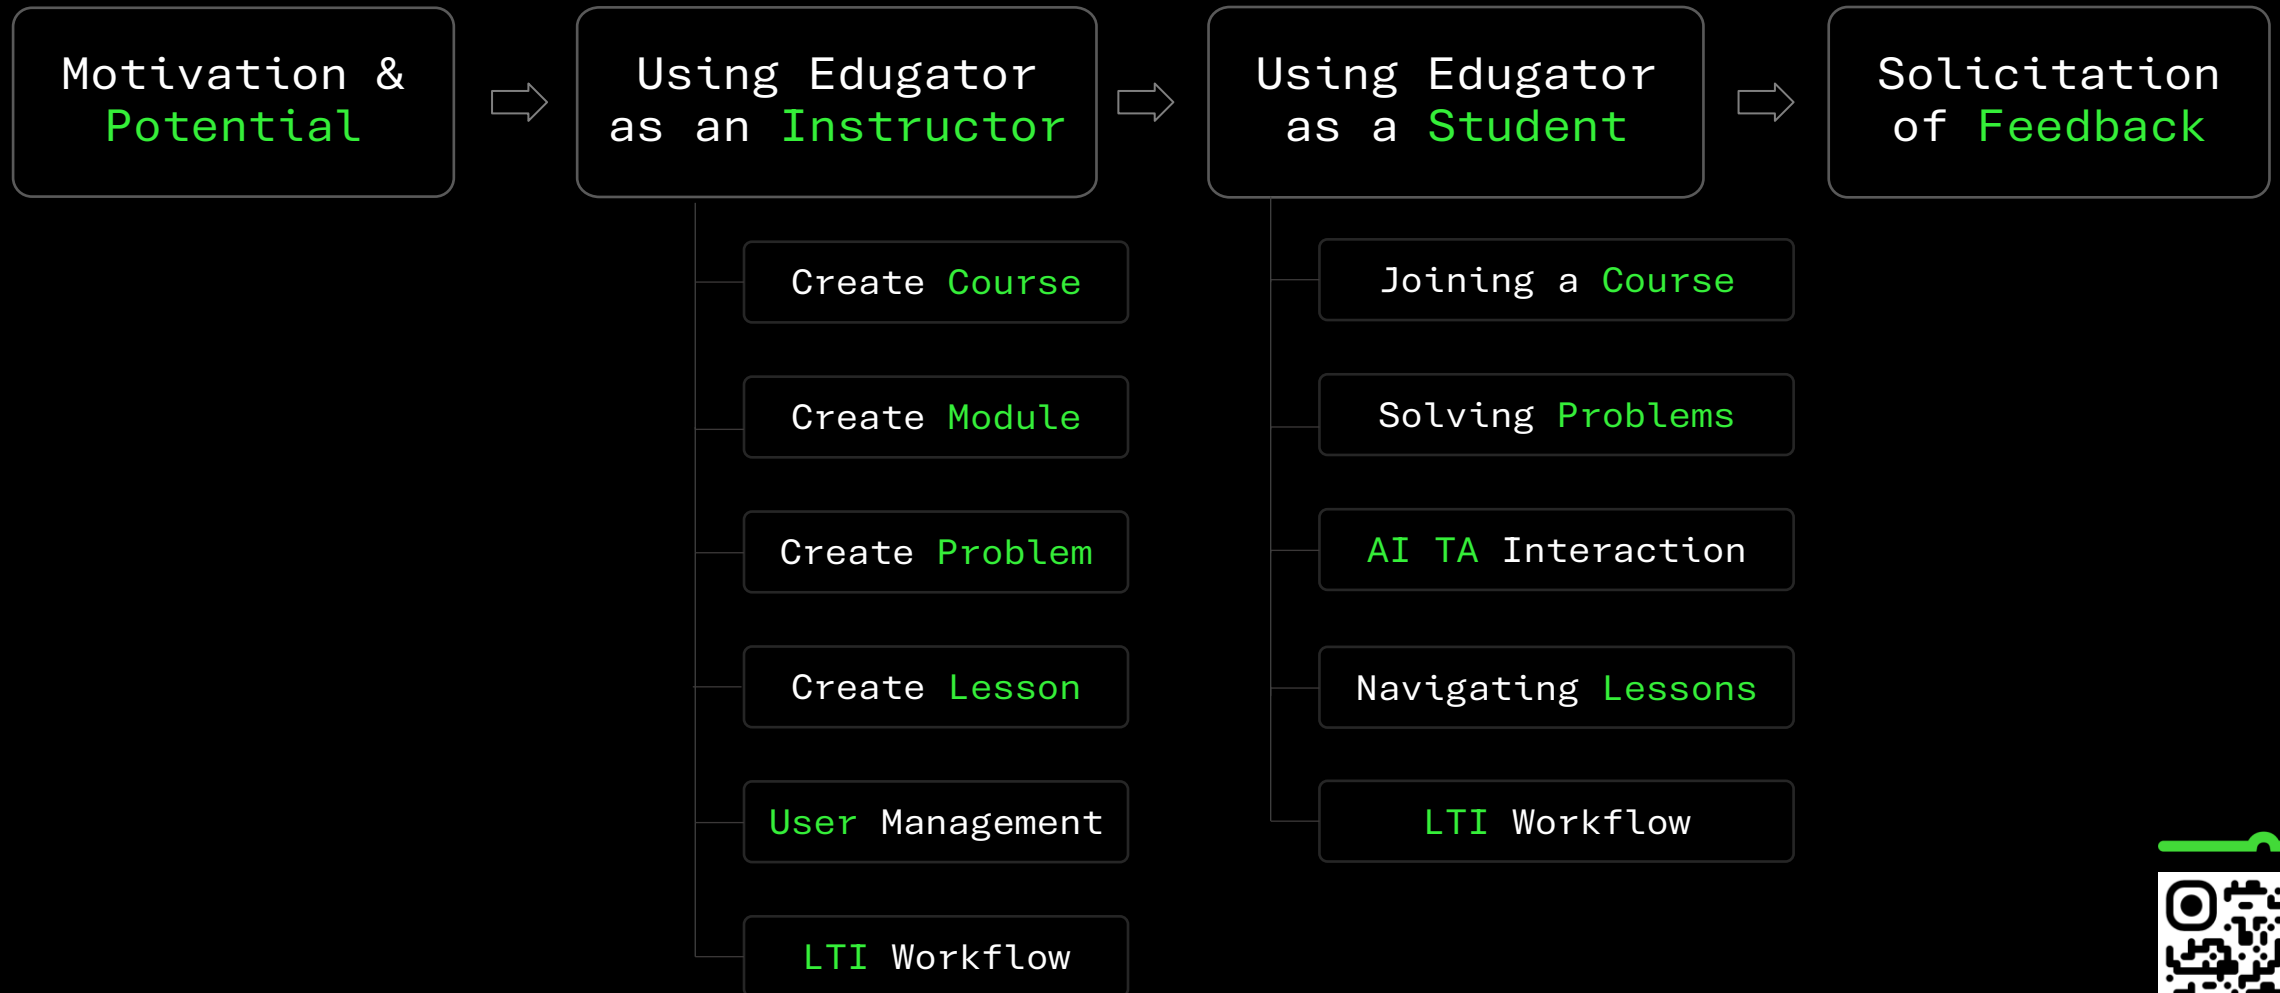 Motivation &
Potential
Using Edugator
as an Instructor
Using Edugator
as a Student
Solicitation
of Feedback
Create Course
Create Module
Create Problem
Create Lesson
User Management
LTI Workflow
Joining a Course
Solving Problems
AI TA Interaction
Navigating Lessons
LTI Workflow